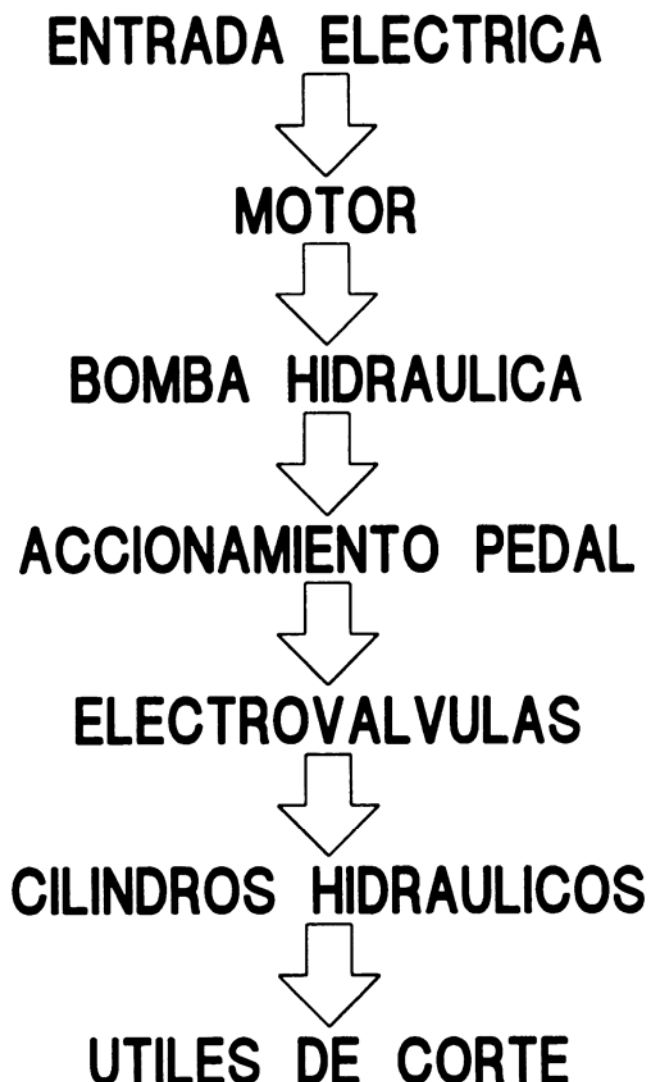 ENTRADA ELECTRICA
MOTOR
BOMBA HIDRAULICA
ACCIONAMIENTO PEDAL
ELECTROVALVULAS
CILINDROS HIDRAULICOS
UTILES DE CORTE